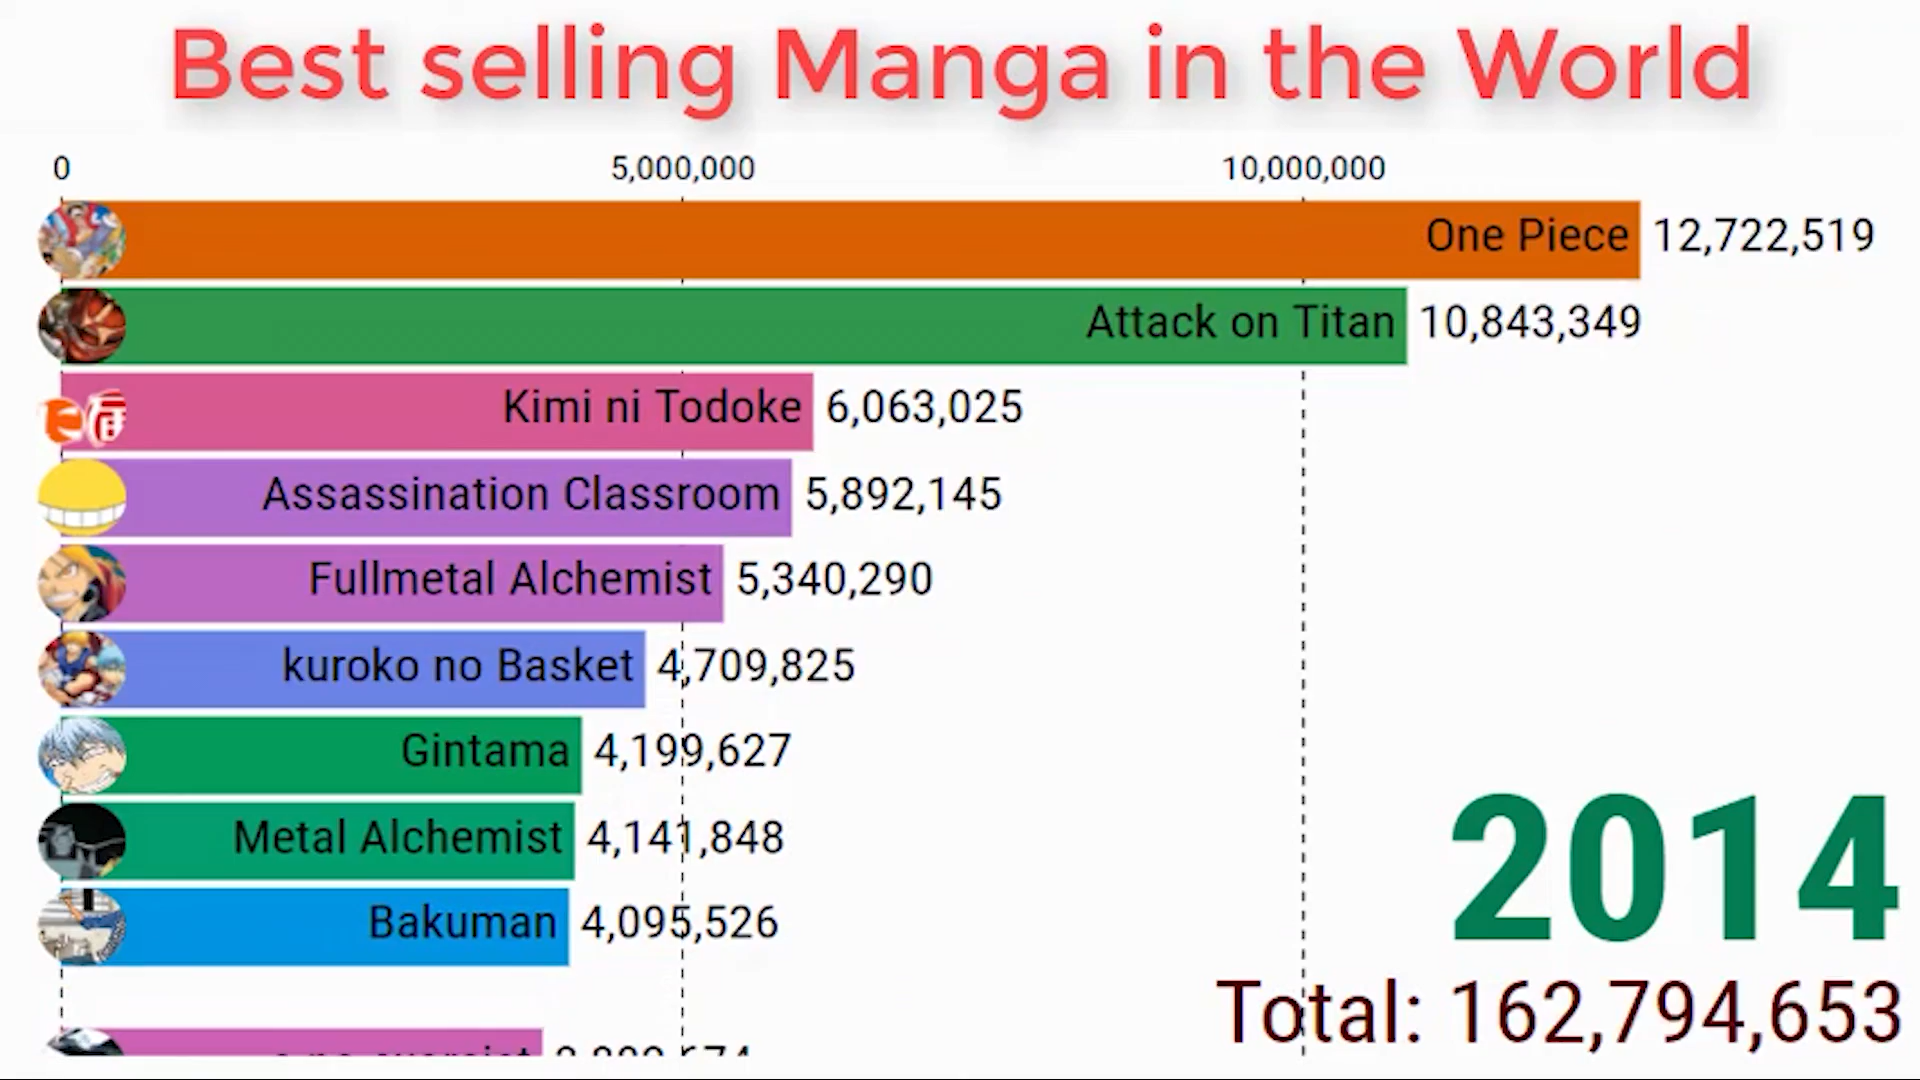 Best selling Manga in the World
0 5,000,000 10,000,000
One Piece 12,722,519
Attack on Titan 10,843,349
Kimi ni Todoke 6,063,025
Assassination Classroom 5,892,145
Fullmetal Alchemist 5,340,290
kuroko no Basket 4,709,825
Gintama 4,199,627
Metal Alchemist 4,141,848
Bakuman 4,095,526
2014
Total: 162,794,653